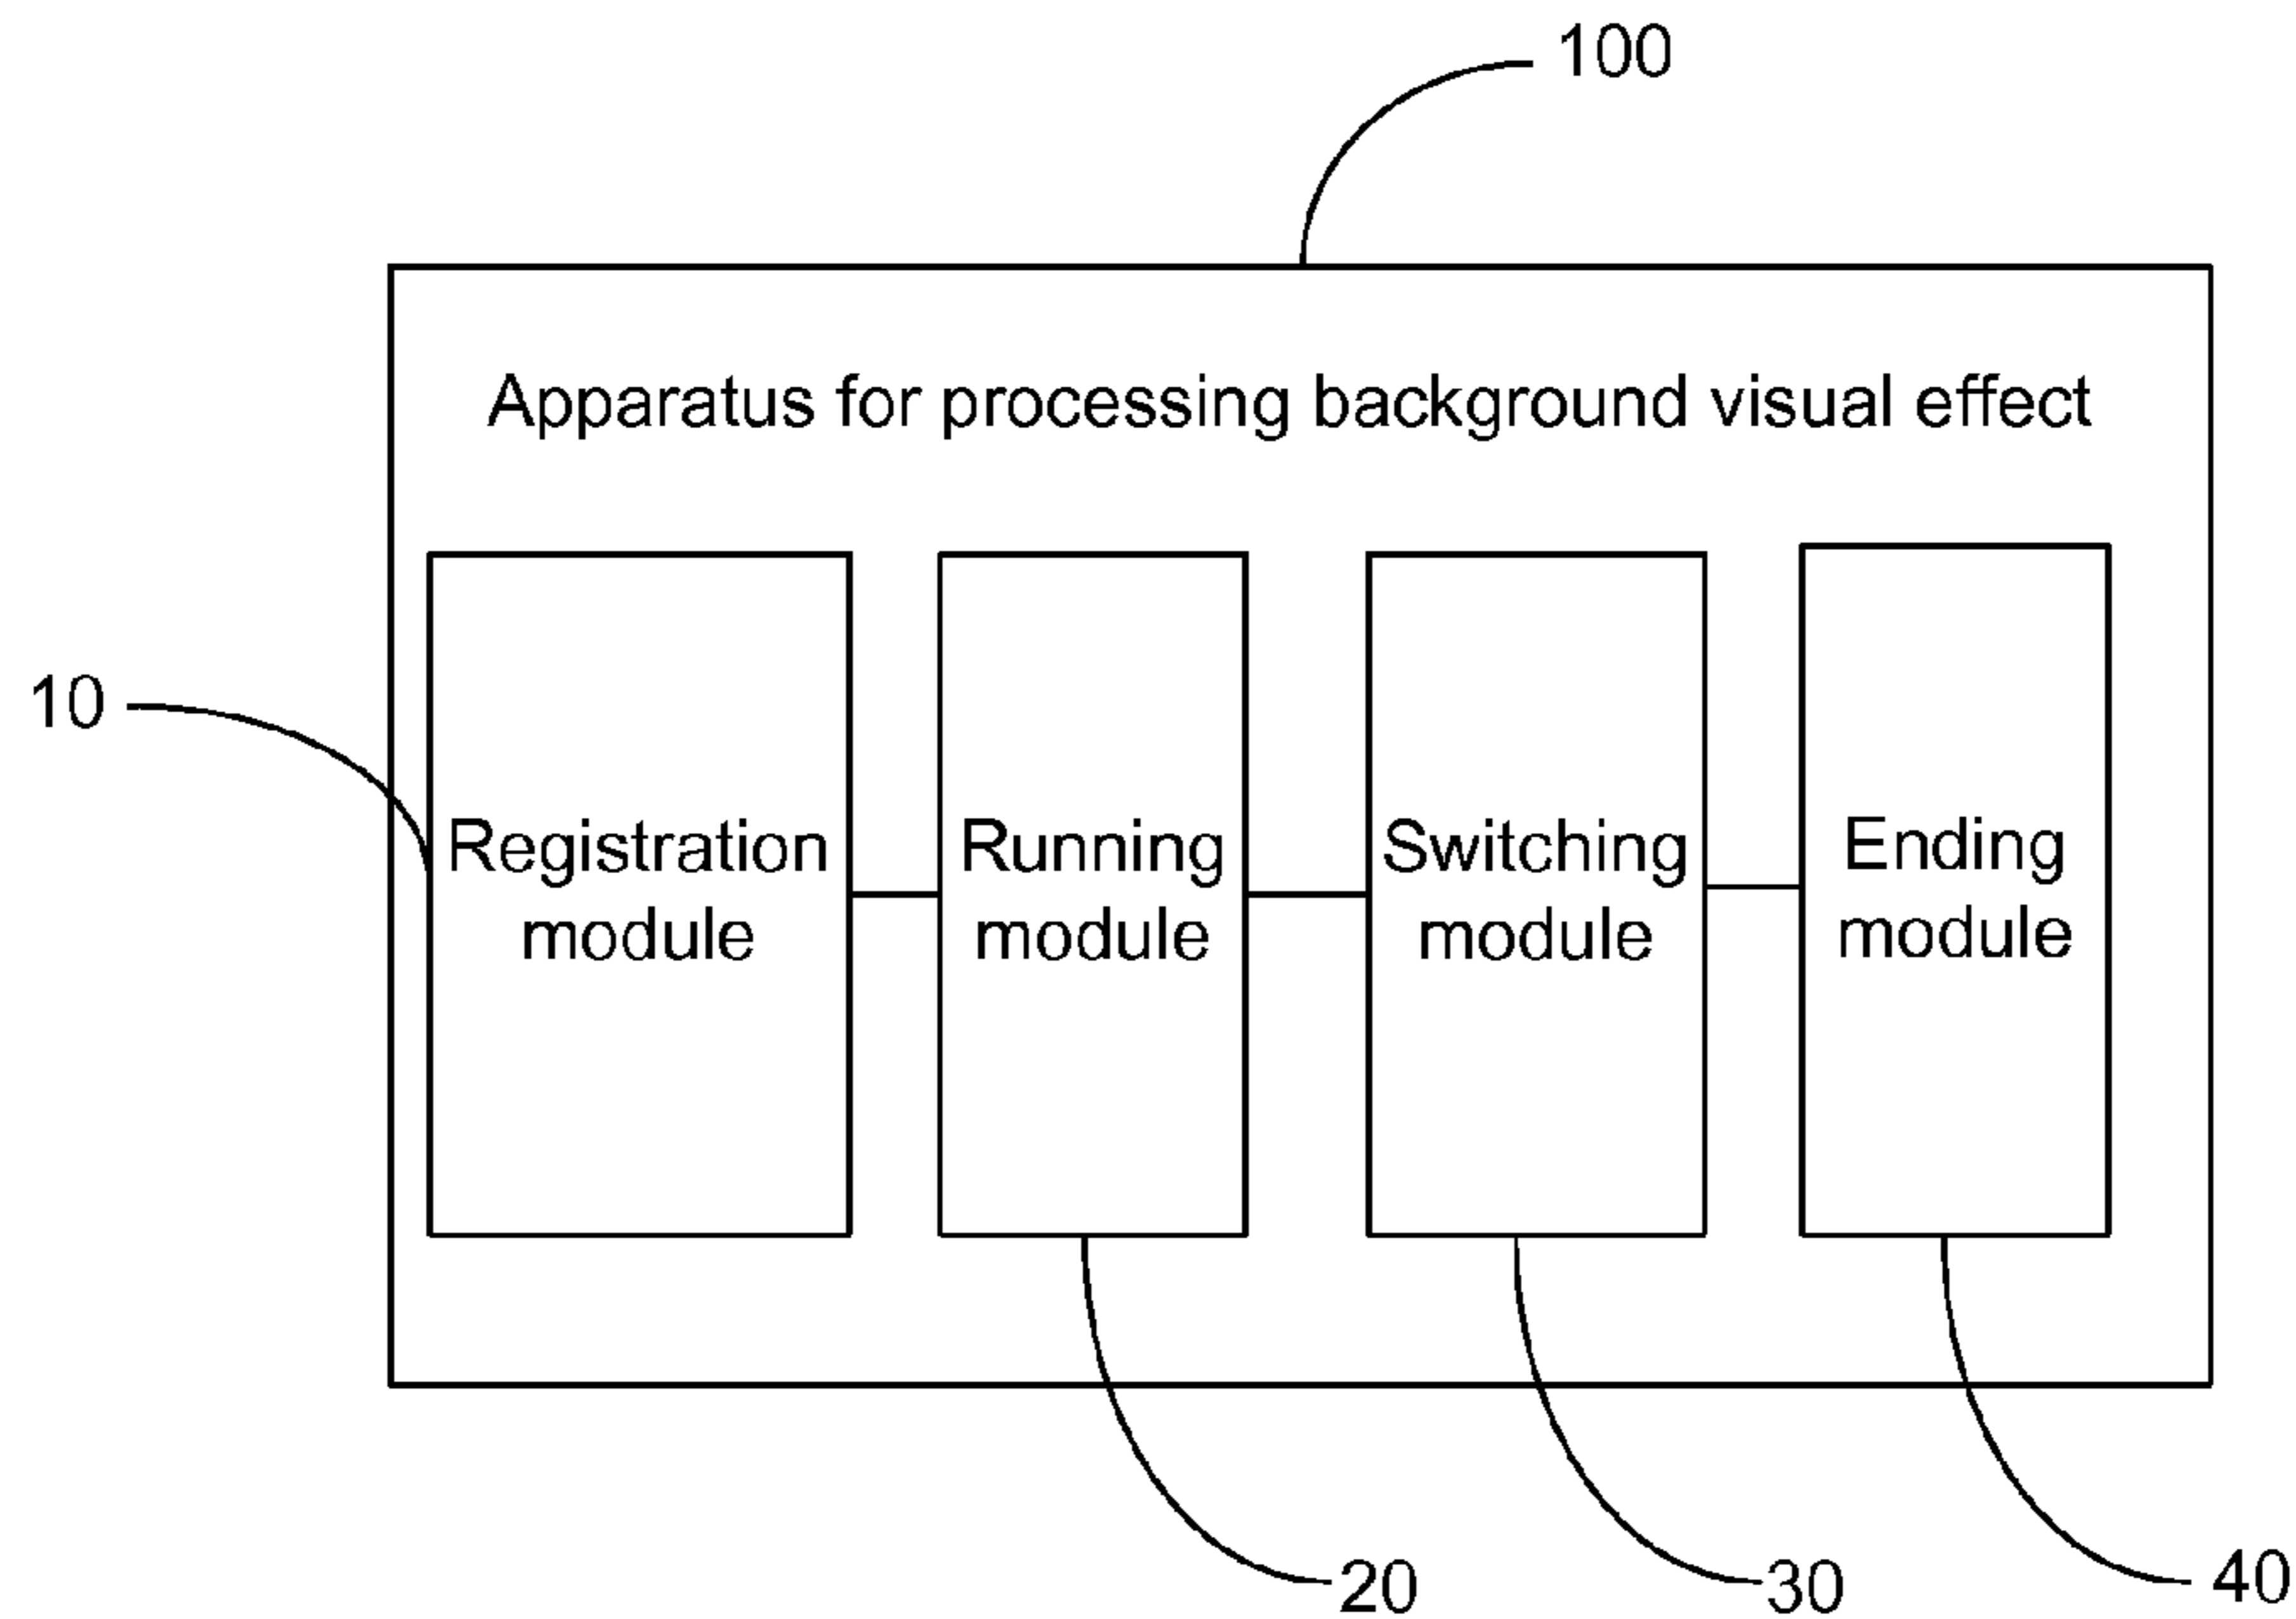 100
Apparatus for processing background visual effect
10
Registration
module
Running
module
Switching
module
Ending
module
20
30
40